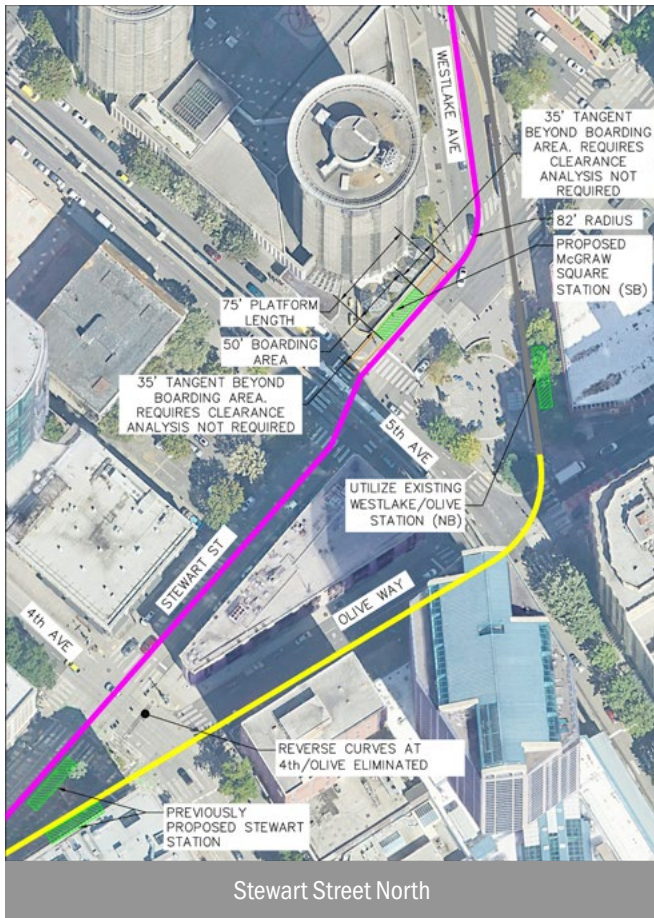 WESTLAKE AVE
35' TANGENT
BEYOND BOARDING
AREA. REQUIRES
CLEARANCE
ANALYSIS NOT
REQUIRED
82' RADIUS
PROPOSED
McGRAW
SQUARE
STATION (SB)
75' PLATFORM
LENGTH
50' BOARDING
AREA
35' TANGENT BEYOND
BOARDING AREA.
REQUIRES CLEARANCE
ANALYSIS NOT REQUIRED
5th AVE
UTILIZE EXISTING
WESTLAKE/OLIVE
STATION (NB)
STEWART ST
OLIVE WAY
4th AVE
REVERSE CURVES AT
4th/OLIVE ELIMINATED
PREVIOUSLY
PROPOSED STEWART
STATION
Stewart Street North